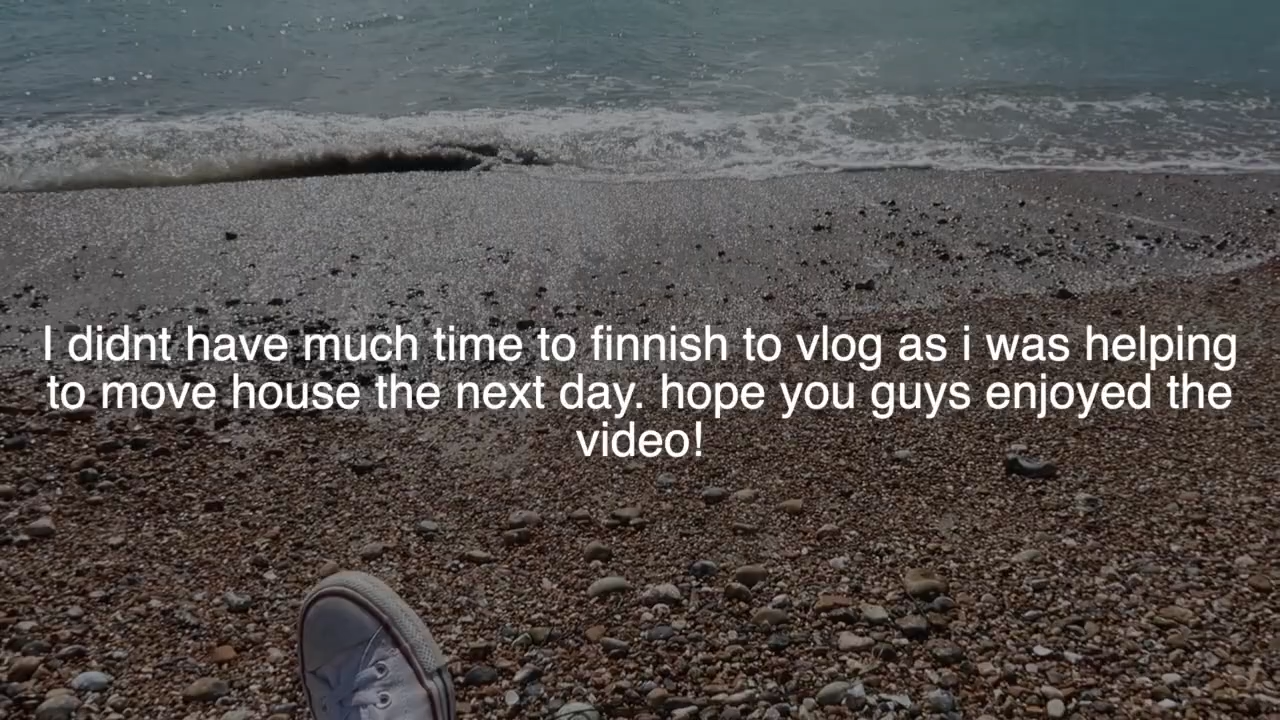 I didnt have much time to finnish to vlog as i was helping
to move house the next day. hope you guys enjoyed the
video!